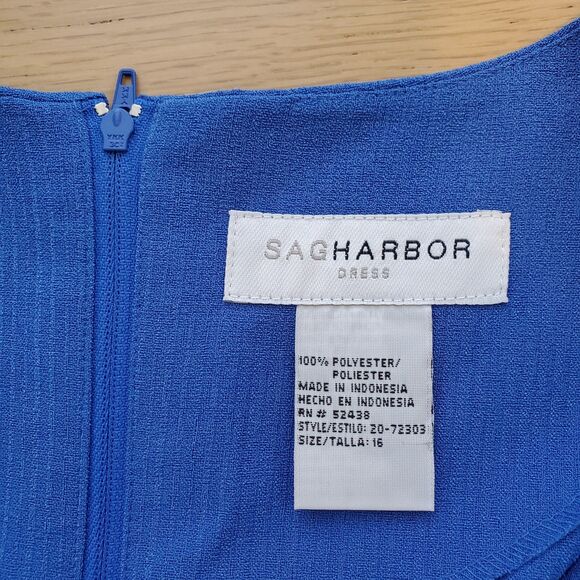 YKK
SAGHARBOR
DRESS
100% POLYESTER/
POLIESTER
MADE IN INDONESIA
HECHO EN INDONESIA
RN # 52438
STYLE/ESTILO: 20-72303
SIZE/TALLA: 16